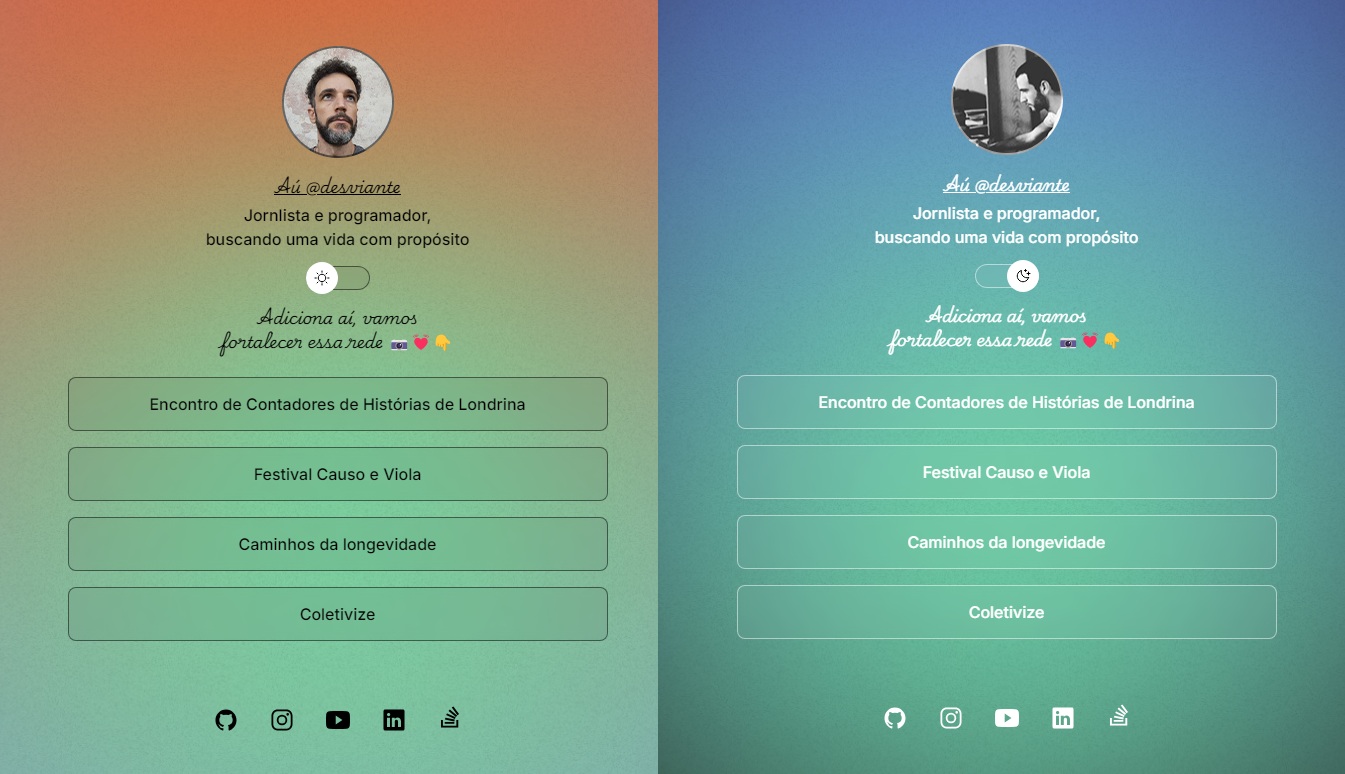 Aú @desviante
Jornlista e programador,
buscando uma vida com propósito
Adiciona aí, vamos
fortalecer essa rede 📷 💓 👇
Encontro de Contadores de Histórias de Londrina
Festival Causo e Viola
Caminhos da longevidade
Coletivize
Aú @desviante
Jornlista e programador,
buscando uma vida com propósito
Adiciona aí, vamos
fortalecer essa rede 📷 💓 👇
Encontro de Contadores de Histórias de Londrina
Festival Causo e Viola
Caminhos da longevidade
Coletivize